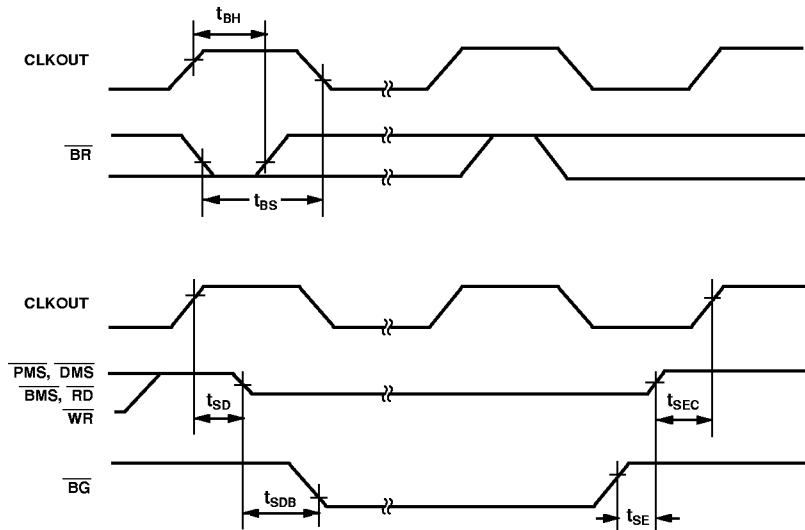 tBH
CLKOUT
BR
tBS
CLKOUT
PMS, DMS
BMS, RD
WR
tSD
tSEC
BG
tSDB
tSE